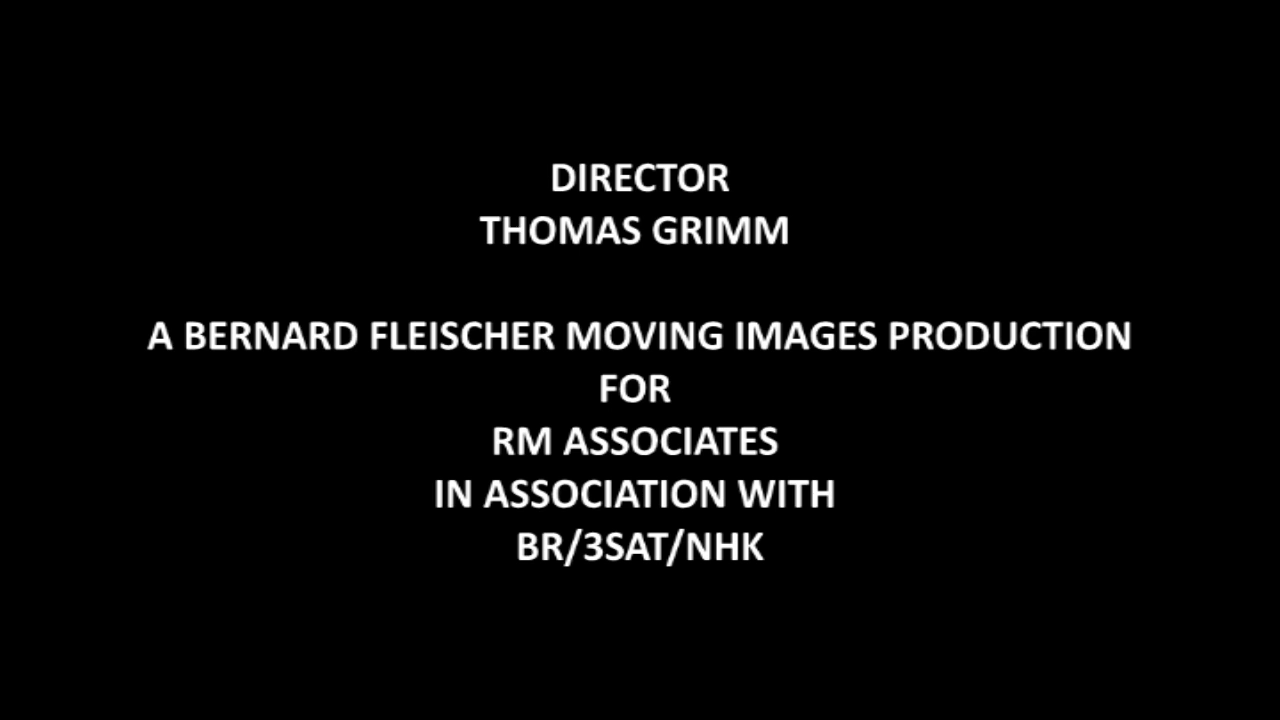 DIRECTOR
THOMAS GRIMM
A BERNARD FLEISCHER MOVING IMAGES PRODUCTION
FOR
RM ASSOCIATES
IN ASSOCIATION WITH
BR/3SAT/NHK